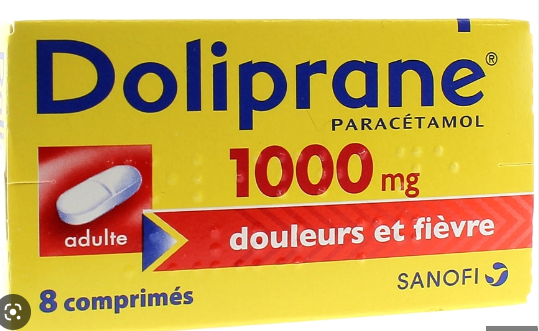 Doliprane®
PARACÉTAMOL
1000 mg
adulte
douleurs et fièvre
8 comprimés
SANOFI